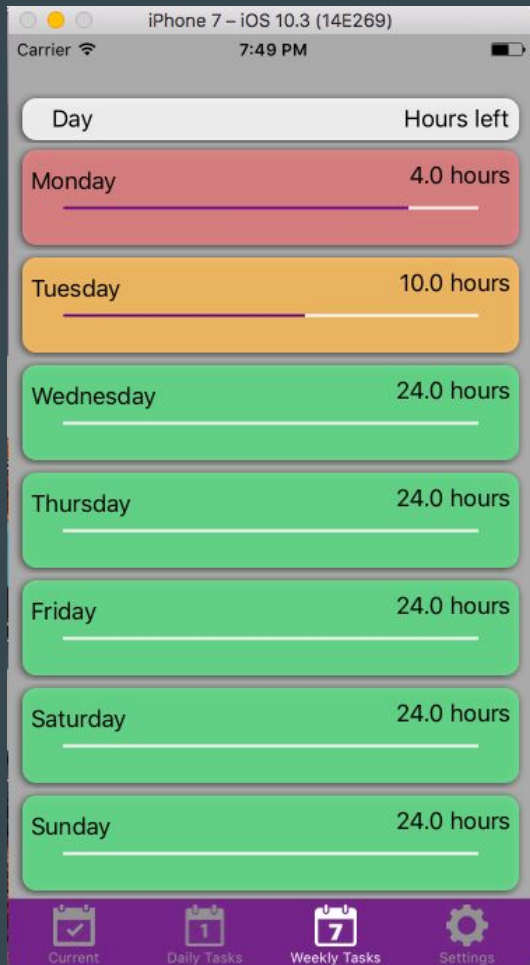 iPhone 7 – iOS 10.3 (14E269)
Carrier 7:49 PM
Day Hours left
Monday 4.0 hours
Tuesday 10.0 hours
Wednesday 24.0 hours
Thursday 24.0 hours
Friday 24.0 hours
Saturday 24.0 hours
Sunday 24.0 hours
1 7
Current Daily Tasks Weekly Tasks Settings